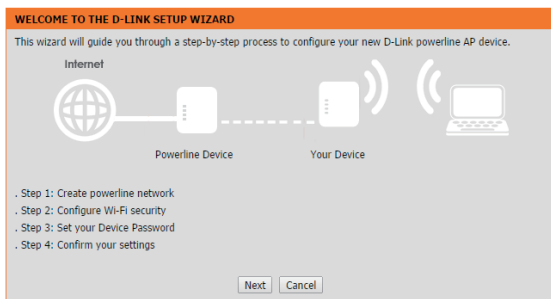 WELCOME TO THE D-LINK SETUP WIZARD
This wizard will guide you through a step-by-step process to configure your new D-Link powerline AP device.
Internet
Powerline Device
Your Device
. Step 1: Create powerline network
. Step 2: Configure Wi-Fi security
. Step 3: Set your Device Password
. Step 4: Confirm your settings
Next
Cancel